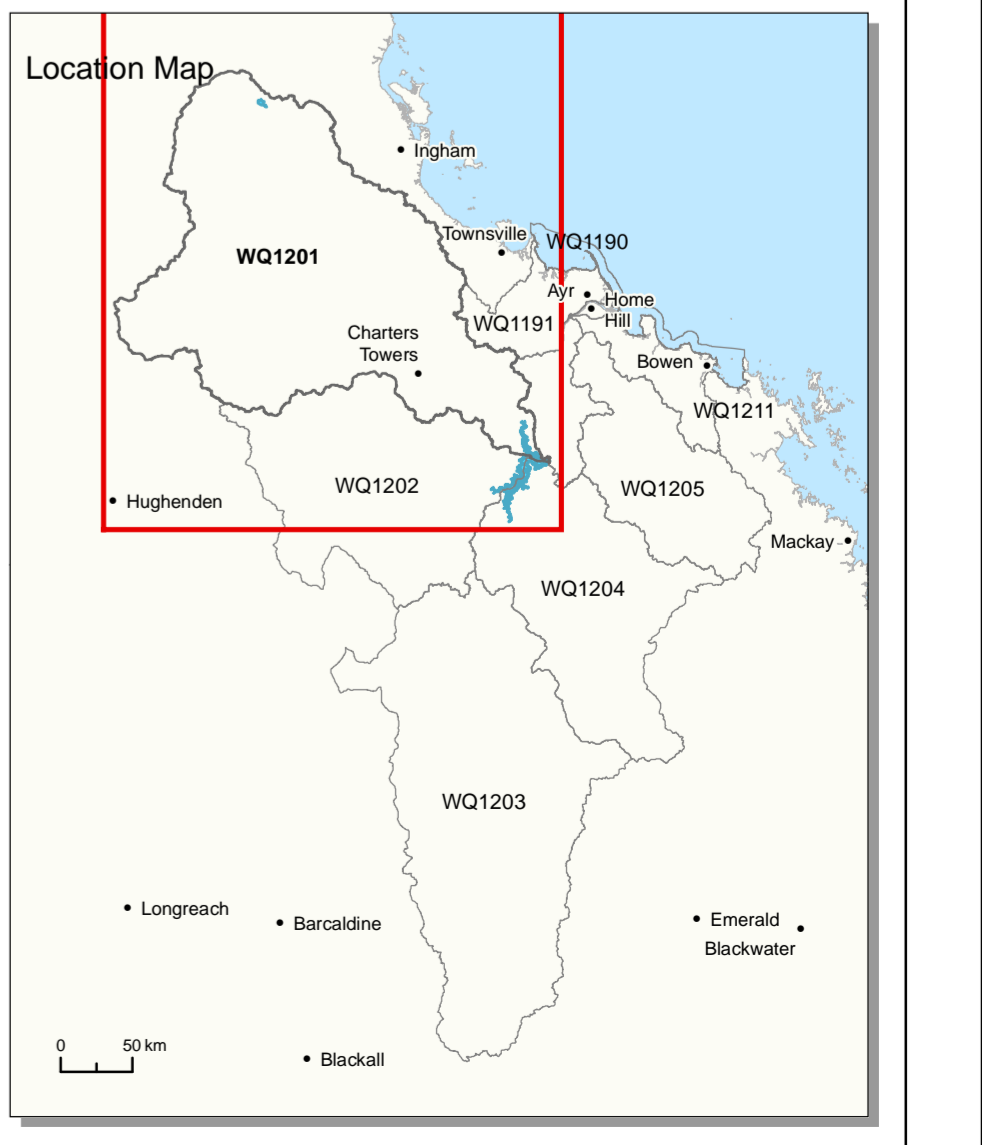 Location Map
Ingham
Townsville
WQ1190
WQ1201
Ayr
Home
Hill
WQ1191
Charters
Towers
Bowen
WQ1211
WQ1202
WQ1205
Hughenden
Mackay
WQ1204
WQ1203
Longreach
Barcaldine
Emerald
Blackwater
0 50 km
Blackall